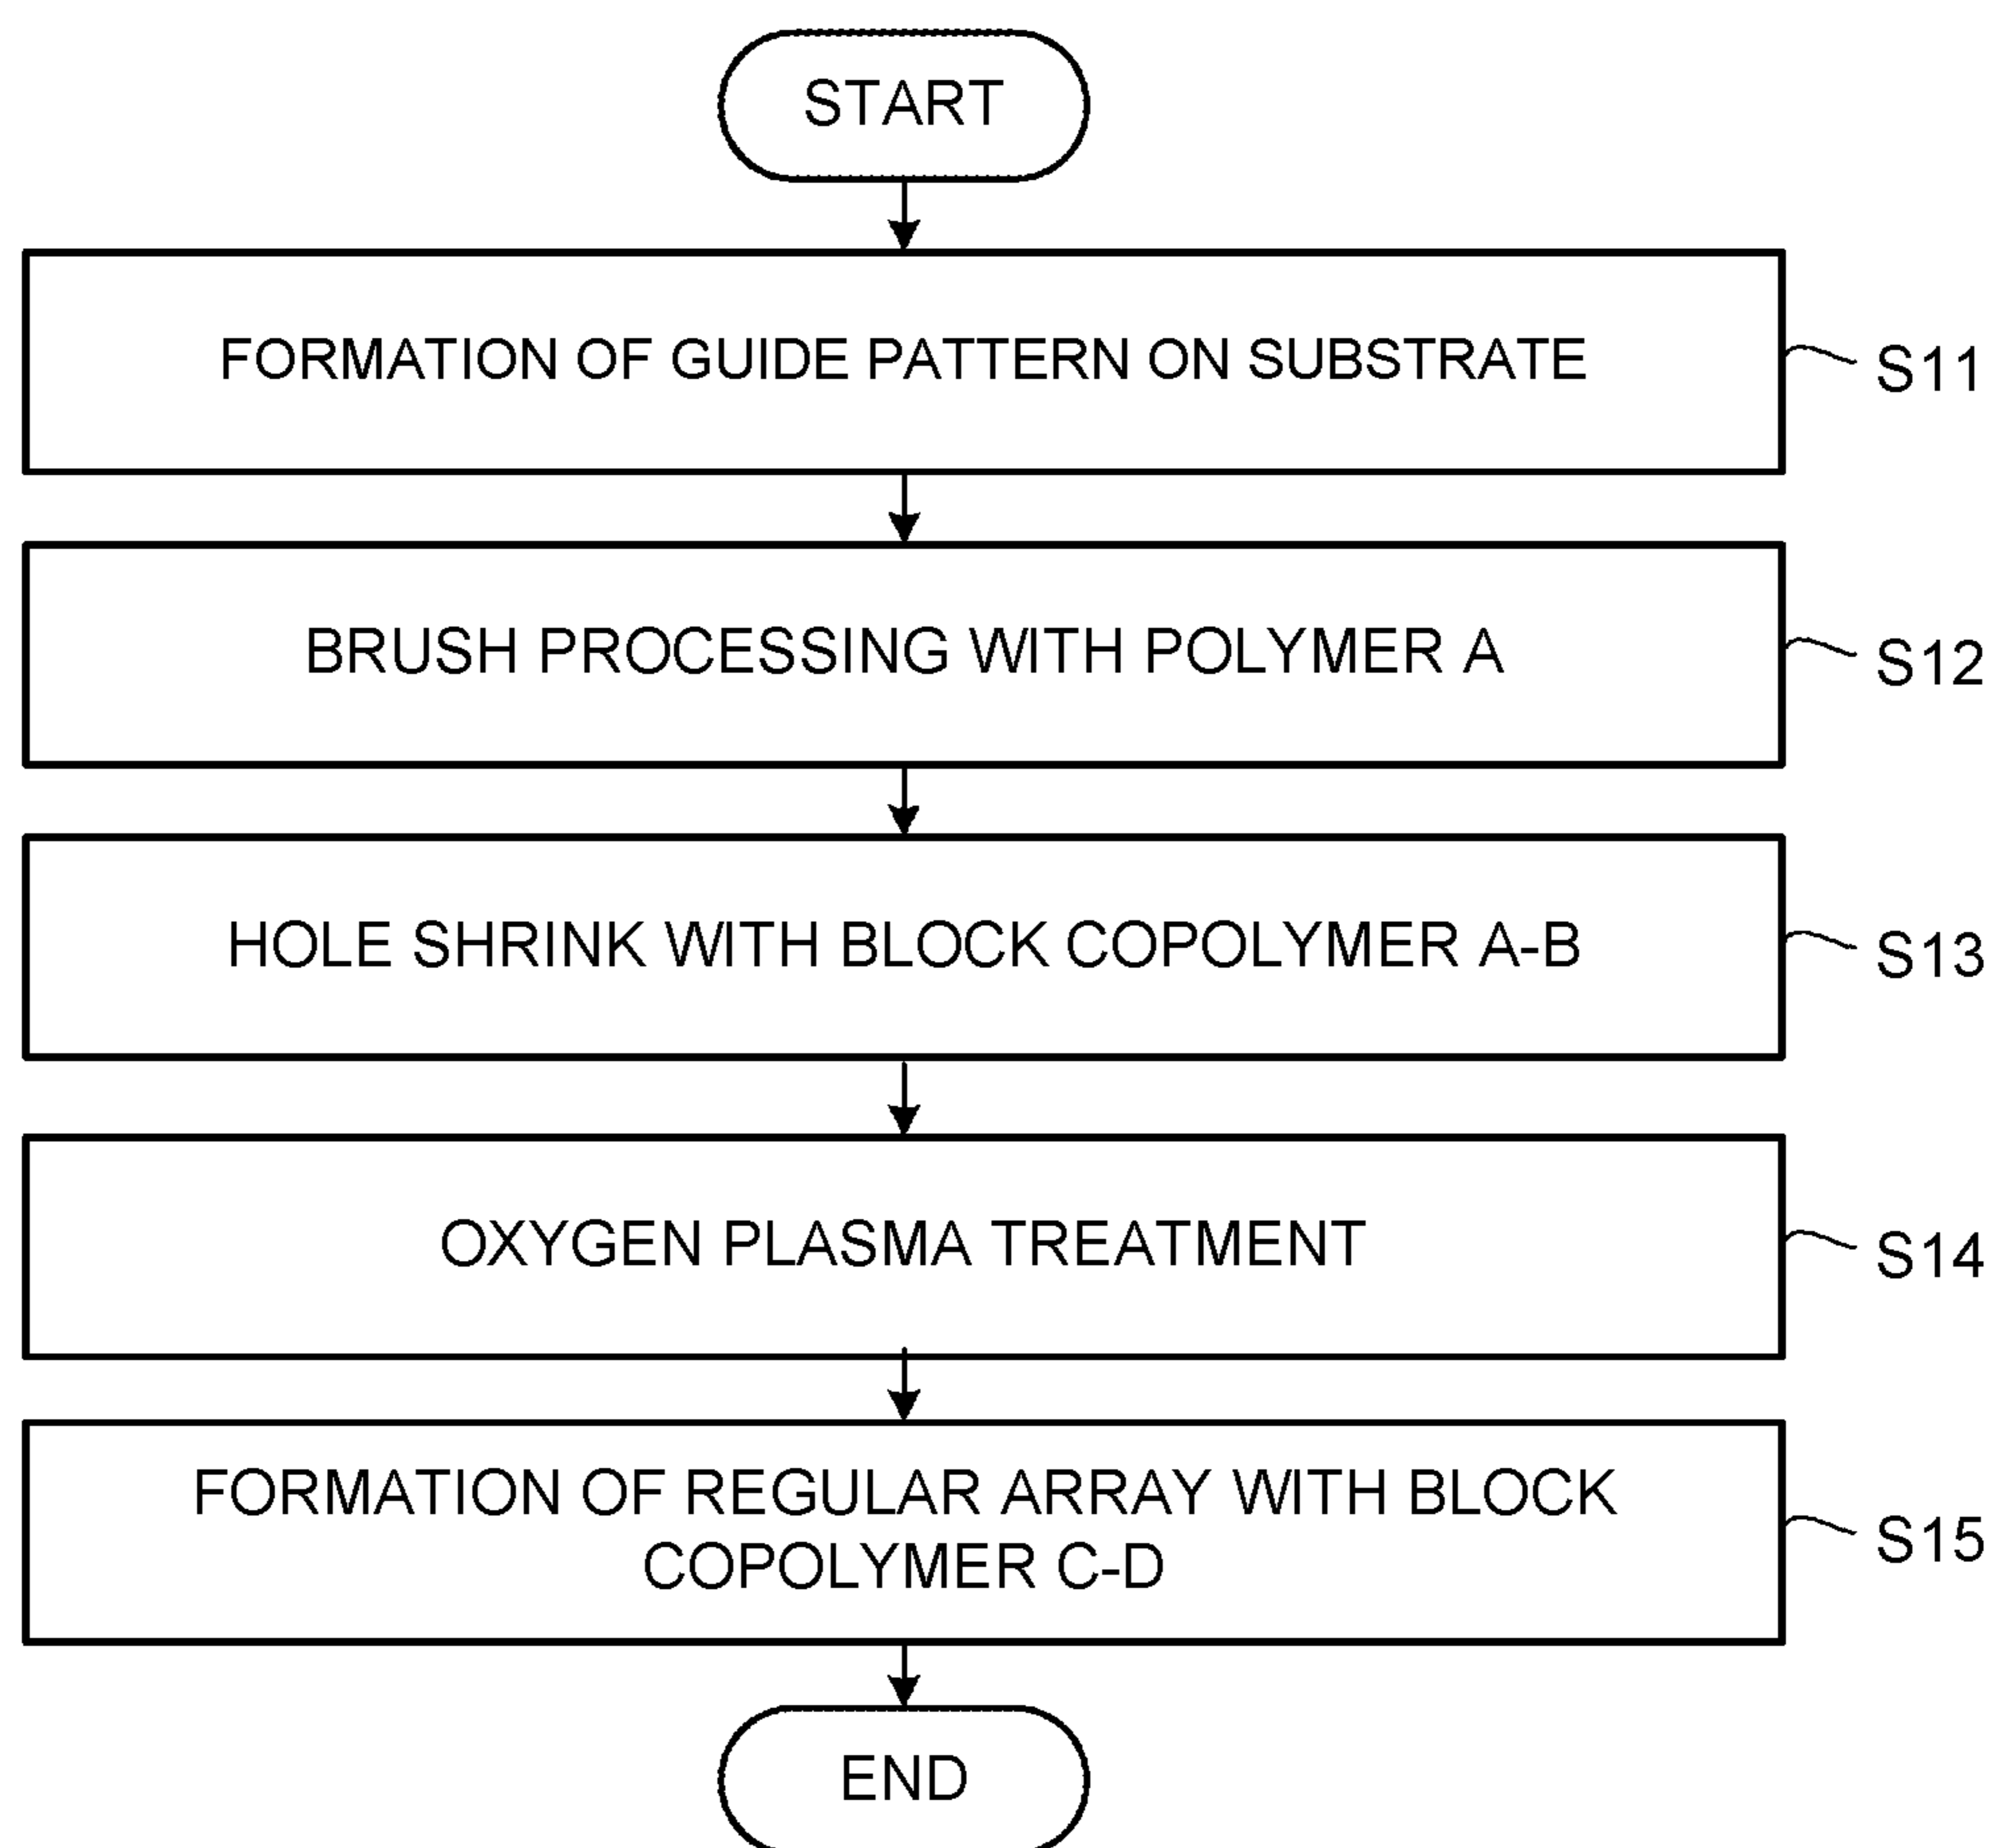 START
FORMATION OF GUIDE PATTERN ON SUBSTRATE
S11
BRUSH PROCESSING WITH POLYMER A
S12
HOLE SHRINK WITH BLOCK COPOLYMER A-B
S13
OXYGEN PLASMA TREATMENT
S14
FORMATION OF REGULAR ARRAY WITH BLOCK
COPOLYMER C-D
S15
END